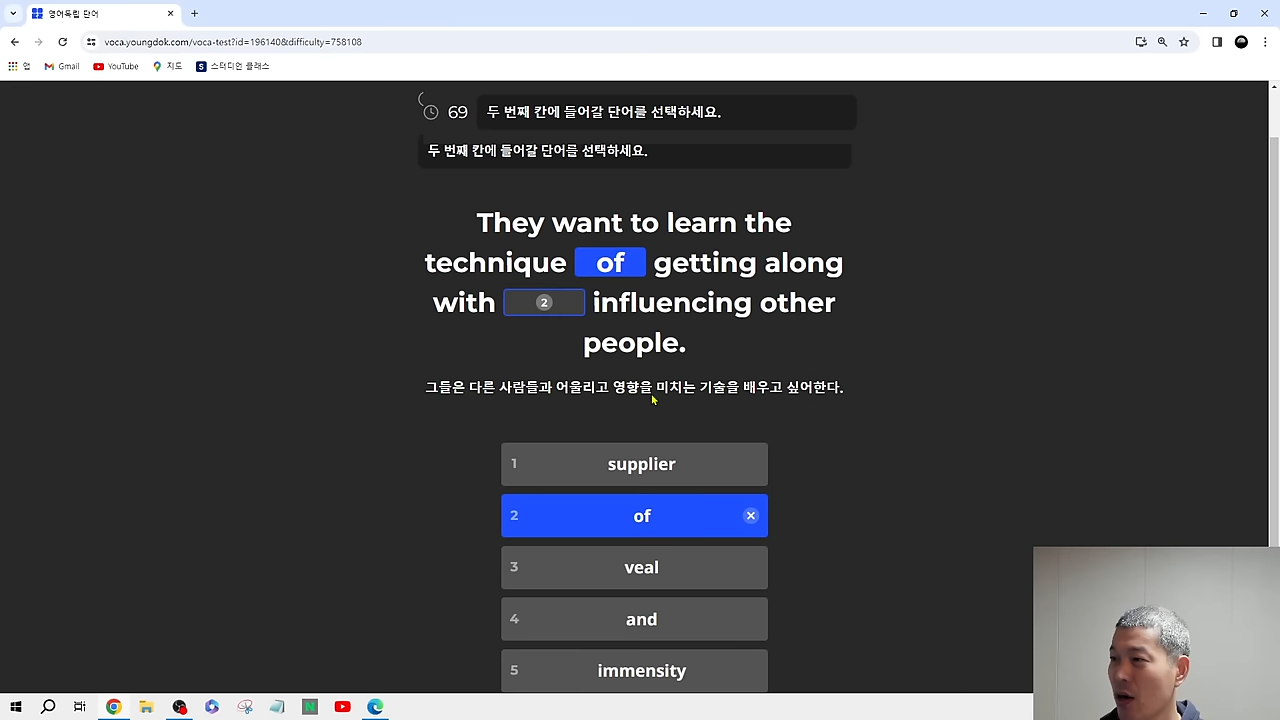 영어독립 단어
voca.youngdok.com/voca-test?id=196140&difficulty=758108
앱
Gmail
YouTube
지도
스터디언 클래스
69
두 번째 칸에 들어갈 단어를 선택하세요.
두 번째 칸에 들어갈 단어를 선택하세요.
They want to learn the
technique of getting along
with 2 influencing other
people.
그들은 다른 사람들과 어울리고 영향을 미치는 기술을 배우고 싶어한다.
1 supplier
2 of
3 veal
4 and
5 immensity